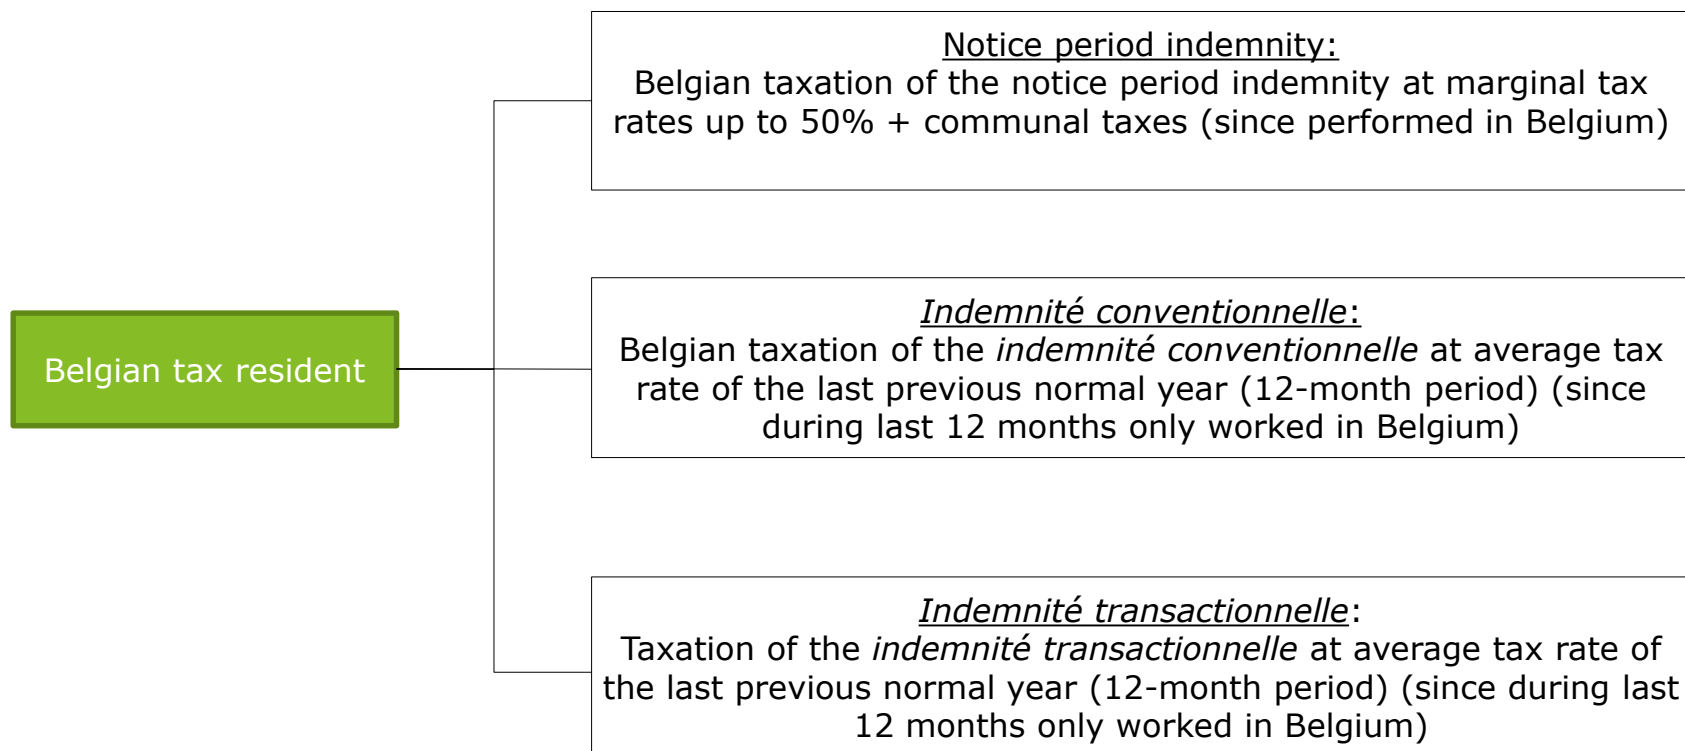 Notice period indemnity:
Belgian taxation of the notice period indemnity at marginal tax
rates up to 50% + communal taxes (since performed in Belgium)
Belgian tax resident
Indemnité conventionnelle:
Belgian taxation of the indemnité conventionnelle at average tax
rate of the last previous normal year (12-month period) (since
during last 12 months only worked in Belgium)
Indemnité transactionnelle:
Taxation of the indemnité transactionnelle at average tax rate of
the last previous normal year (12-month period) (since during last
12 months only worked in Belgium)